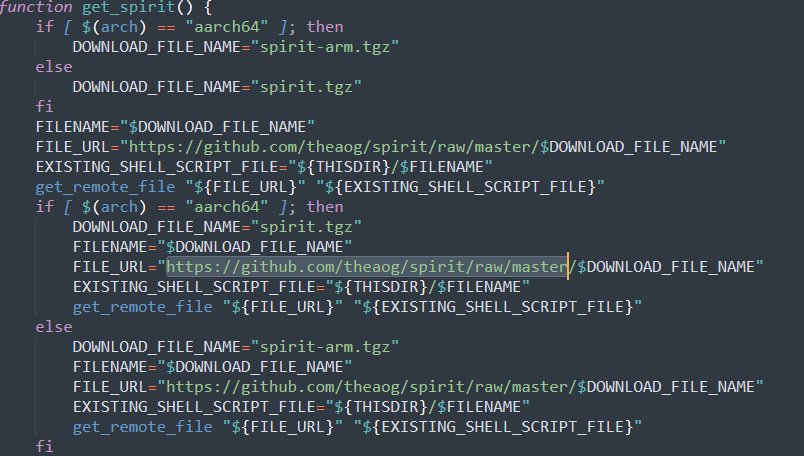 function get_spirit() {
if [ $(arch) == "aarch64" ]; then
DOWNLOAD_FILE_NAME="spirit-arm.tgz"
else
DOWNLOAD_FILE_NAME="spirit.tgz"
fi
FILENAME="$DOWNLOAD_FILE_NAME"
FILE_URL="https://github.com/theaog/spirit/raw/master/$DOWNLOAD_FILE_NAME"
EXISTING_SHELL_SCRIPT_FILE="${THISDIR}/$FILENAME"
get_remote_file "${FILE_URL}" "${EXISTING_SHELL_SCRIPT_FILE}"
if [ $(arch) == "aarch64" ]; then
DOWNLOAD_FILE_NAME="spirit.tgz"
FILENAME="$DOWNLOAD_FILE_NAME"
FILE_URL="https://github.com/theaog/spirit/raw/master/$DOWNLOAD_FILE_NAME"
EXISTING_SHELL_SCRIPT_FILE="${THISDIR}/$FILENAME"
get_remote_file "${FILE_URL}" "${EXISTING_SHELL_SCRIPT_FILE}"
else
DOWNLOAD_FILE_NAME="spirit-arm.tgz"
FILENAME="$DOWNLOAD_FILE_NAME"
FILE_URL="https://github.com/theaog/spirit/raw/master/$DOWNLOAD_FILE_NAME"
EXISTING_SHELL_SCRIPT_FILE="${THISDIR}/$FILENAME"
get_remote_file "${FILE_URL}" "${EXISTING_SHELL_SCRIPT_FILE}"
fi